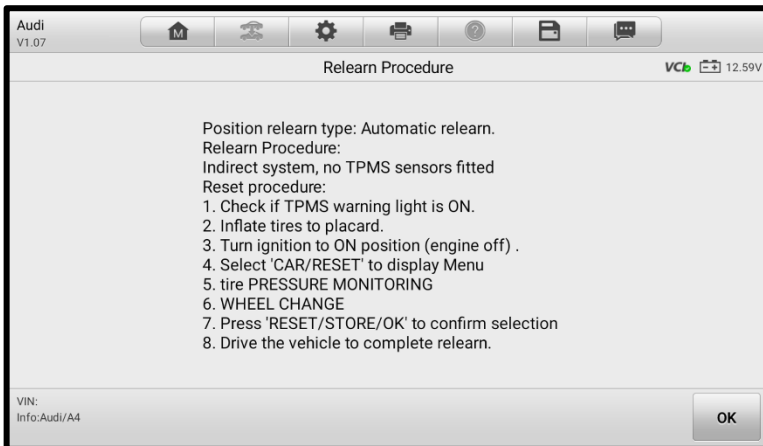 Audi
V1.07
M
Relearn Procedure
VCI 12.59V
Position relearn type: Automatic relearn.
Relearn Procedure:
Indirect system, no TPMS sensors fitted
Reset procedure:
1. Check if TPMS warning light is ON.
2. Inflate tires to placard.
3. Turn ignition to ON position (engine off) .
4. Select 'CAR/RESET' to display Menu
5. tire PRESSURE MONITORING
6. WHEEL CHANGE
7. Press 'RESET/STORE/OK' to confirm selection
8. Drive the vehicle to complete relearn.
VIN:
Info:Audi/A4
OK